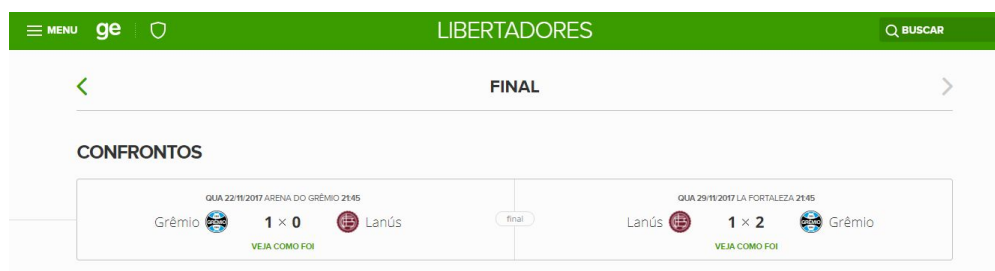 MENU ge LIBERTADORES BUSCAR
FINAL
CONFRONTOS
QUA 22/11/2017 ARENA DO GRÊMIO 21:45
Grêmio GRÊMIO 1 × 0 Lanús
VEJA COMO FOI
final
QUA 29/11/2017 LA FORTALEZA 21:45
Lanús 1 × 2 GRÊMIO Grêmio
VEJA COMO FOI